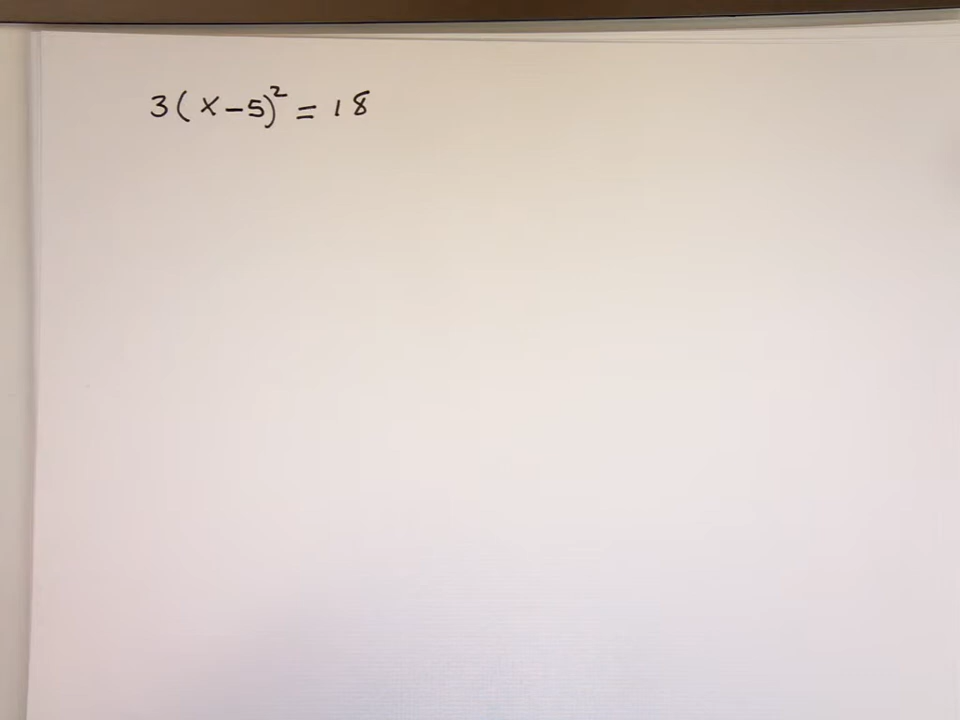 3(x-5)² = 18